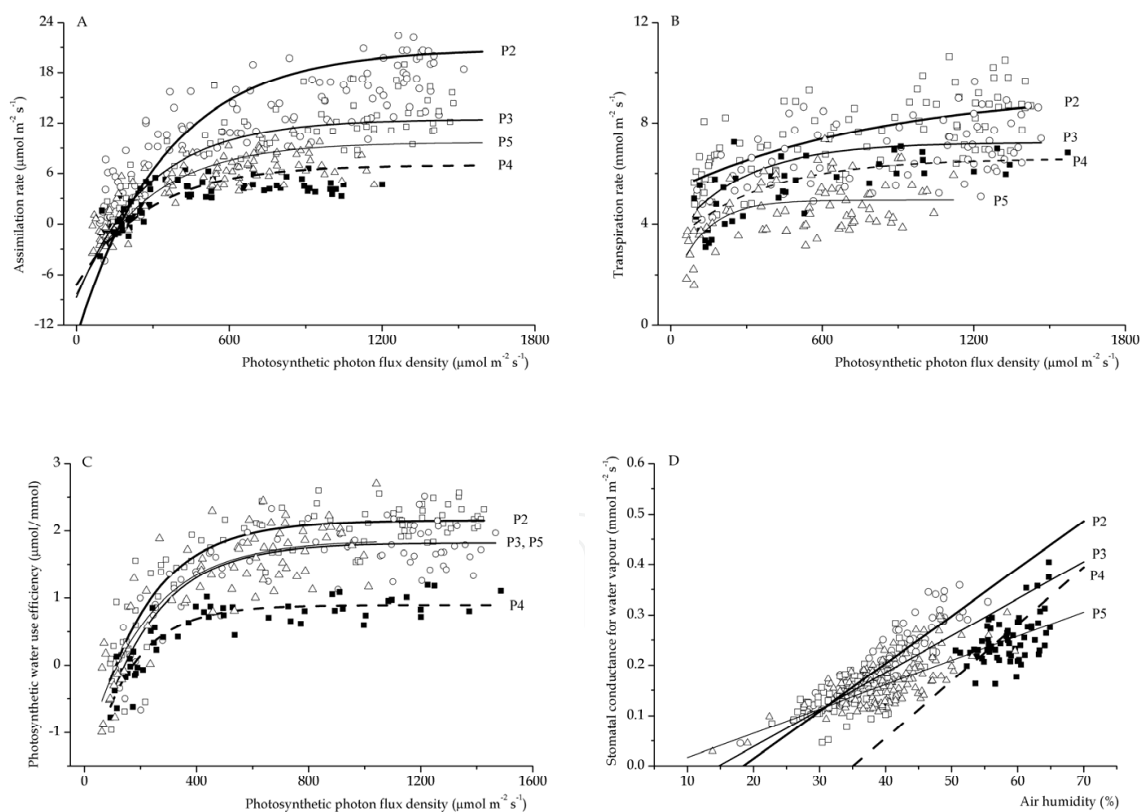 A
24
18
12
6
0
-6
-12
Assimilation rate (µmol m⁻² s⁻¹)
P2
P3
P5
P4
0 600 1200 1800
Photosynthetic photon flux density (µmol m⁻² s⁻¹)
B
12
8
4
0
Transpiration rate (mmol m⁻² s⁻¹)
P2
P3
P4
P5
0 600 1200 1800
Photosynthetic photon flux density (µmol m⁻² s⁻¹)
C
3
2
1
0
-1
Photosynthetic water use efficiency (µmol/ mmol)
P2
P3, P5
P4
0 400 800 1200 1600
Photosynthetic photon flux density (µmol m⁻² s⁻¹)
D
0.6
0.5
0.4
0.3
0.2
0.1
0.0
Stomatal conductance for water vapour (mmol m⁻² s⁻¹)
P2
P3
P4
P5
10 20 30 40 50 60 70
Air humidity (%)